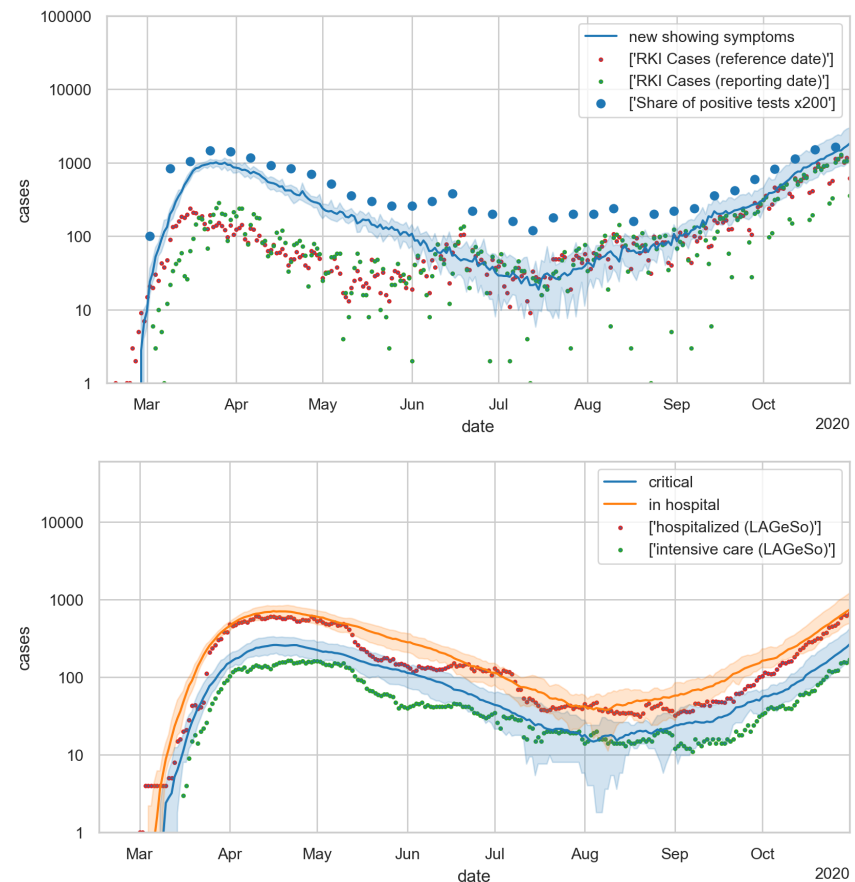 100000
10000
1000
100
10
1
cases
new showing symptoms
['RKI Cases (reference date)']
['RKI Cases (reporting date)']
['Share of positive tests x200']
Mar Apr May Jun Jul Aug Sep Oct
2020
date
10000
1000
100
10
1
cases
critical
in hospital
['hospitalized (LAGeSo)']
['intensive care (LAGeSo)']
Mar Apr May Jun Jul Aug Sep Oct
2020
date